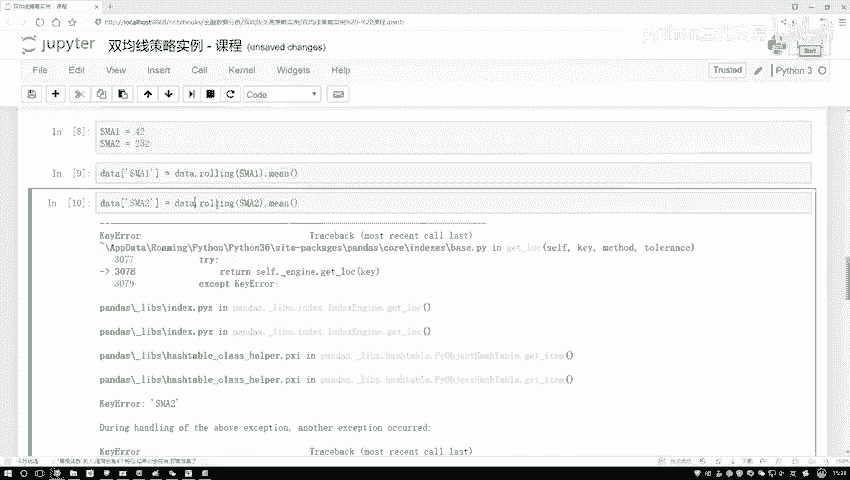 双均线策略实例 - 课程
jupyter 双均线策略实例 - 课程 (unsaved changes)
File Edit View Insert Cell Kernel Widgets Help
Trusted Python 3
Code
In [8]: SMA1 = 42
SMA2 = 252
In [9]: data['SMA1'] = data.rolling(SMA1).mean()
In [10]: data['SMA2'] = data.rolling(SMA2).mean()
KeyError Traceback (most recent call last)
~\AppData\Roaming\Python\Python36\site-packages\pandas\core\indexes\base.py in get_loc(self, key, method, tolerance)
3077 try:
-> 3078 return self._engine.get_loc(key)
3079 except KeyError:
pandas\_libs\index.pyx in pandas._libs.index.IndexEngine.get_loc()
pandas\_libs\index.pyx in pandas._libs.index.IndexEngine.get_loc()
pandas\_libs\hashtable_class_helper.pxi in pandas._libs.hashtable.PyObjectHashTable.get_item()
pandas\_libs\hashtable_class_helper.pxi in pandas._libs.hashtable.PyObjectHashTable.get_item()
KeyError: 'SMA2'
During handling of the above exception, another exception occurred:
KeyError Traceback (most recent call last)